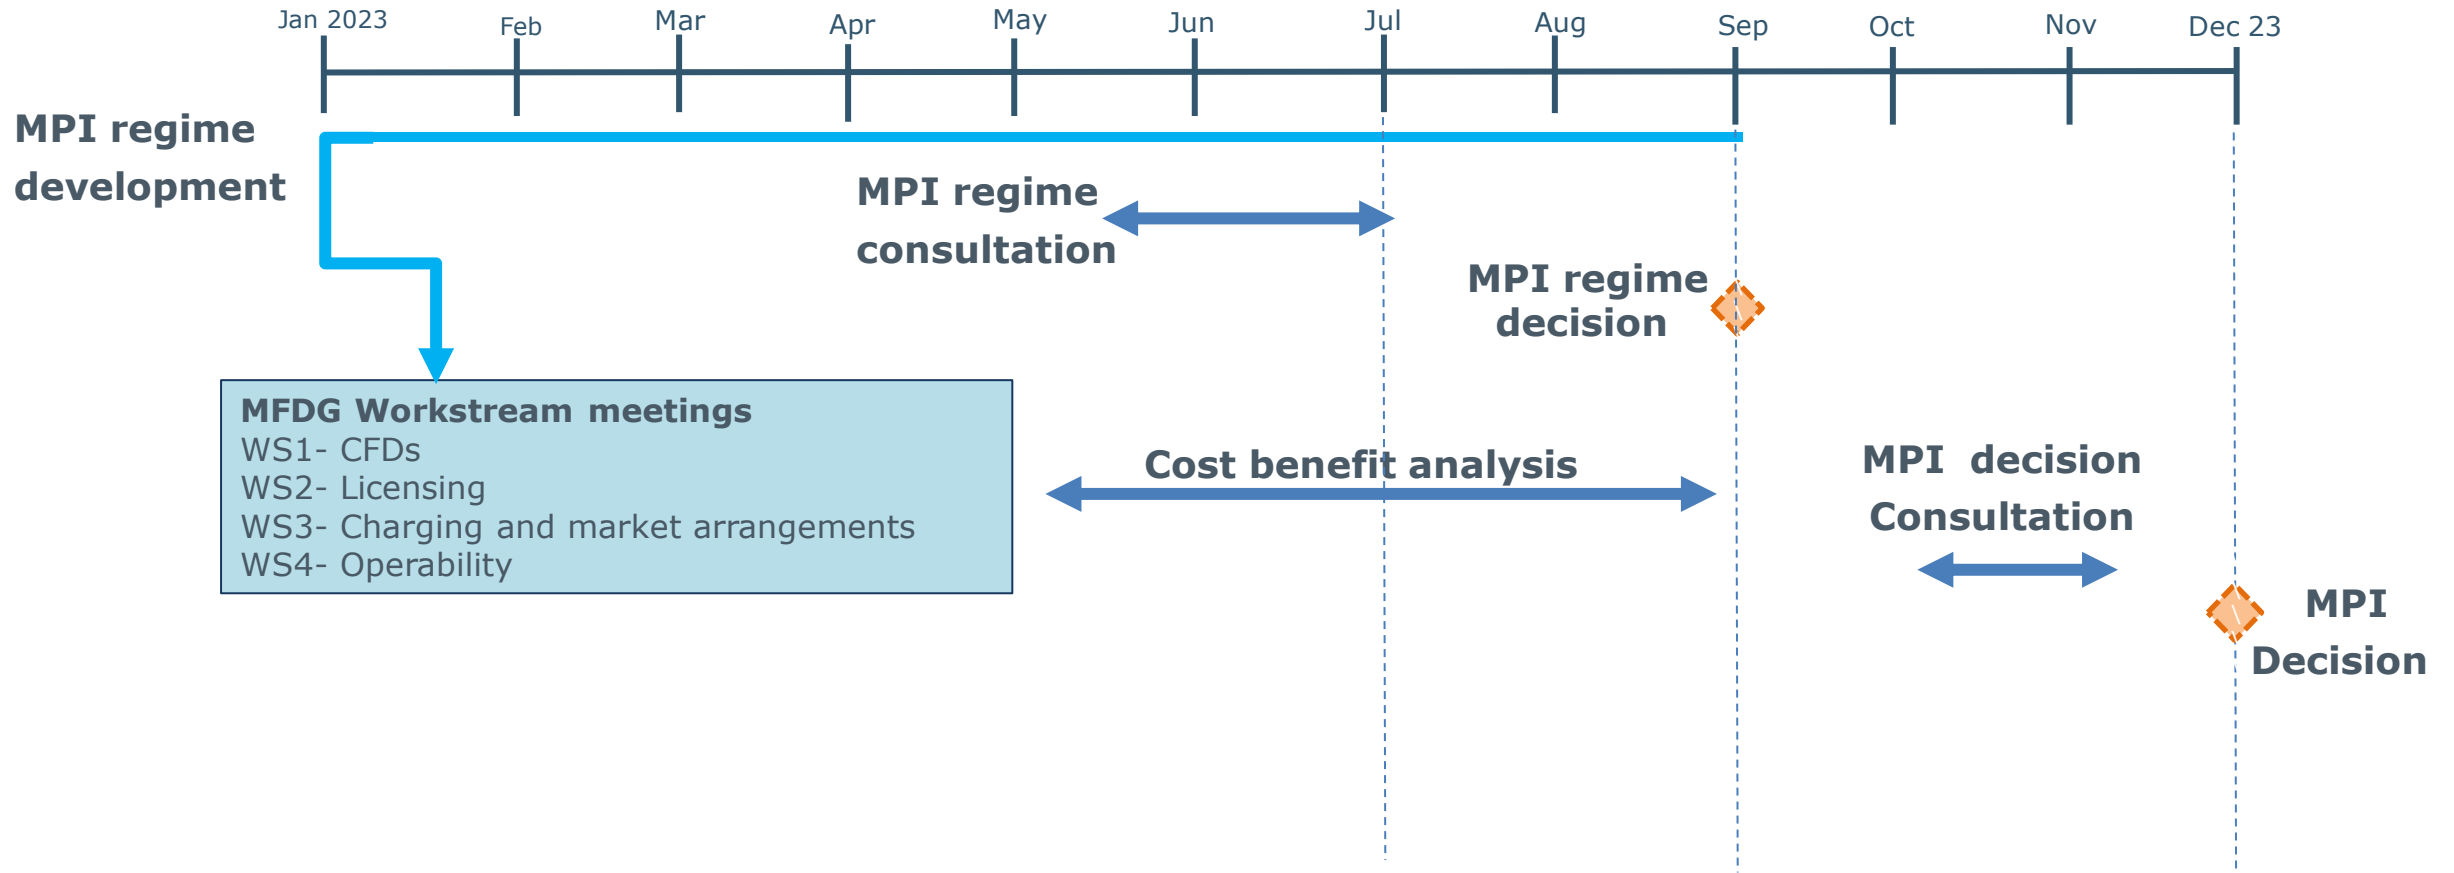 Jan 2023
Feb
Mar
Apr
May
Jun
Jul
Aug
Sep
Oct
Nov
Dec 23
MPI regime
development
MPI regime
consultation
MPI regime
decision
MFDG Workstream meetings
WS1- CFDs
WS2- Licensing
WS3- Charging and market arrangements
WS4- Operability
Cost benefit analysis
MPI  decision
Consultation
MPI
Decision